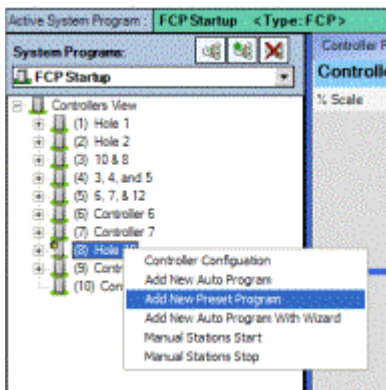 Active System Program: FCP Startup <Type: FCP>
System Programs:
Controller
FCP Startup
% Scale
Controllers View
(1) Hole 1
(2) Hole 2
(3) 10 & 8
(4) 3, 4, and 5
(5) 6, 7, & 12
(6) Controller 6
(7) Controller 7
(8) Hole
(9)
(10)
Controller Configuation
Add New Auto Program
Add New Preset Program
Add New Auto Program With Wizard
Manual Stations Start
Manual Stations Stop